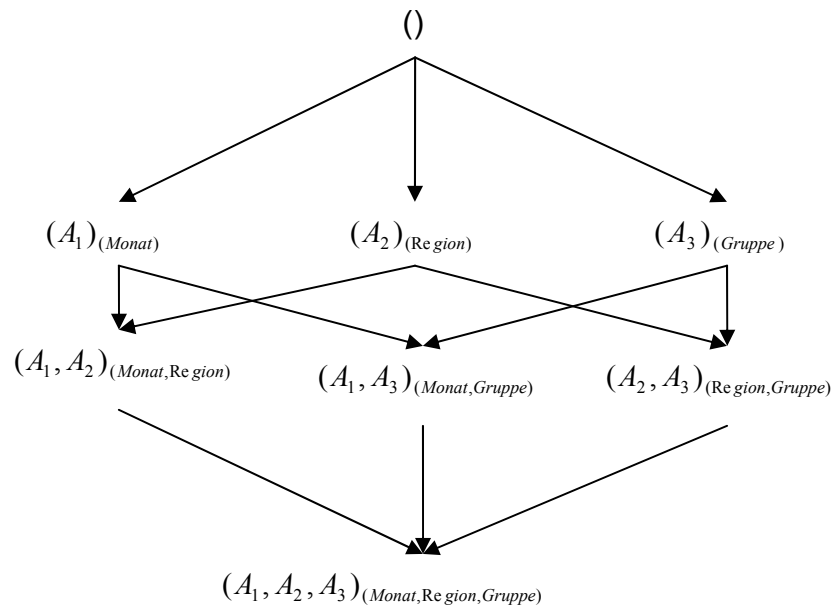 ()
(A₁)₍Monat₎ (A₂)₍Region₎ (A₃)₍Gruppe₎
(A₁, A₂)₍Monat,Region₎ (A₁, A₃)₍Monat,Gruppe₎ (A₂, A₃)₍Region,Gruppe₎
(A₁, A₂, A₃)₍Monat,Region,Gruppe₎